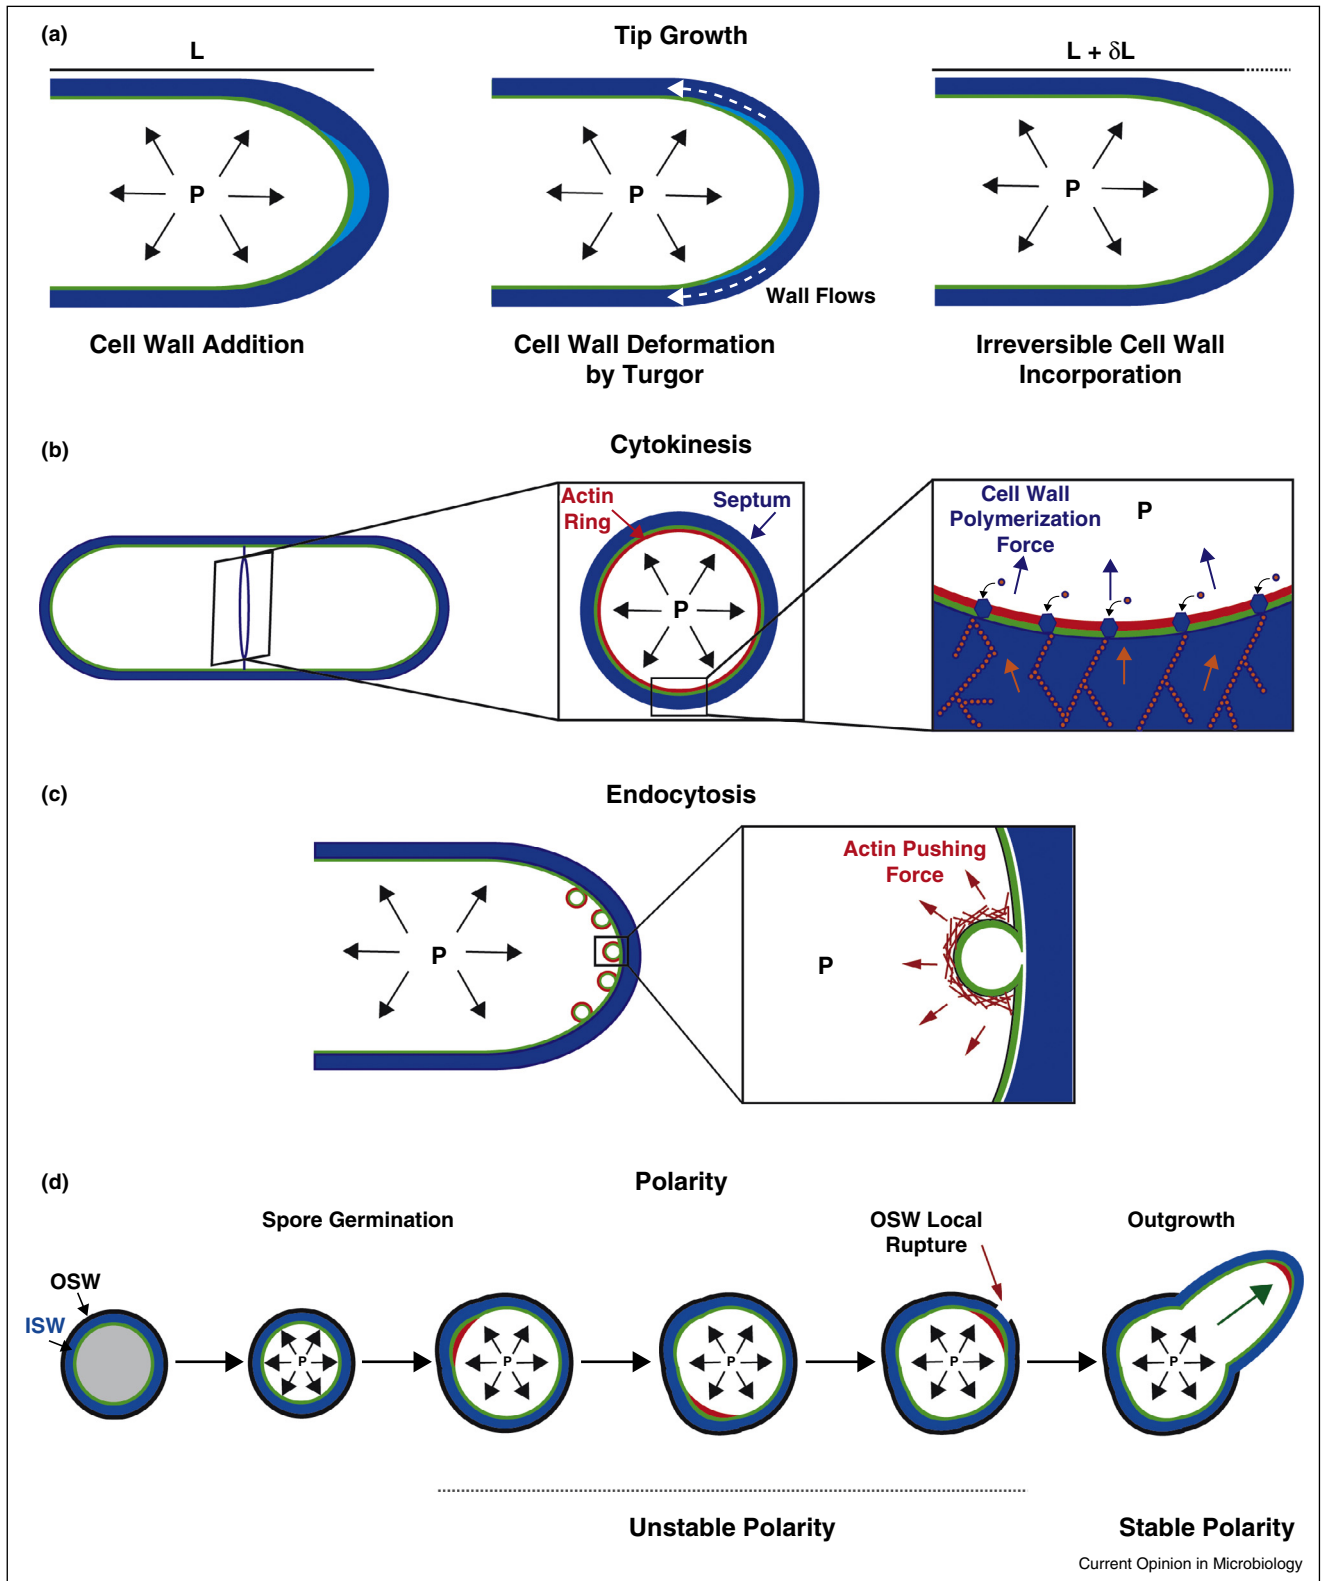 (a)
Tip Growth
L
L + δL
P
P
P
Wall Flows
Cell Wall Addition
Cell Wall Deformation
by Turgor
Irreversible Cell Wall
Incorporation
(b)
Cytokinesis
Actin
Ring
Septum
P
Cell Wall
Polymerization
Force
P
(c)
Endocytosis
P
Actin Pushing
Force
P
(d)
Polarity
Spore Germination
OSW Local
Rupture
Outgrowth
OSW
ISW
P
P
P
P
P
Unstable Polarity
Stable Polarity
Current Opinion in Microbiology